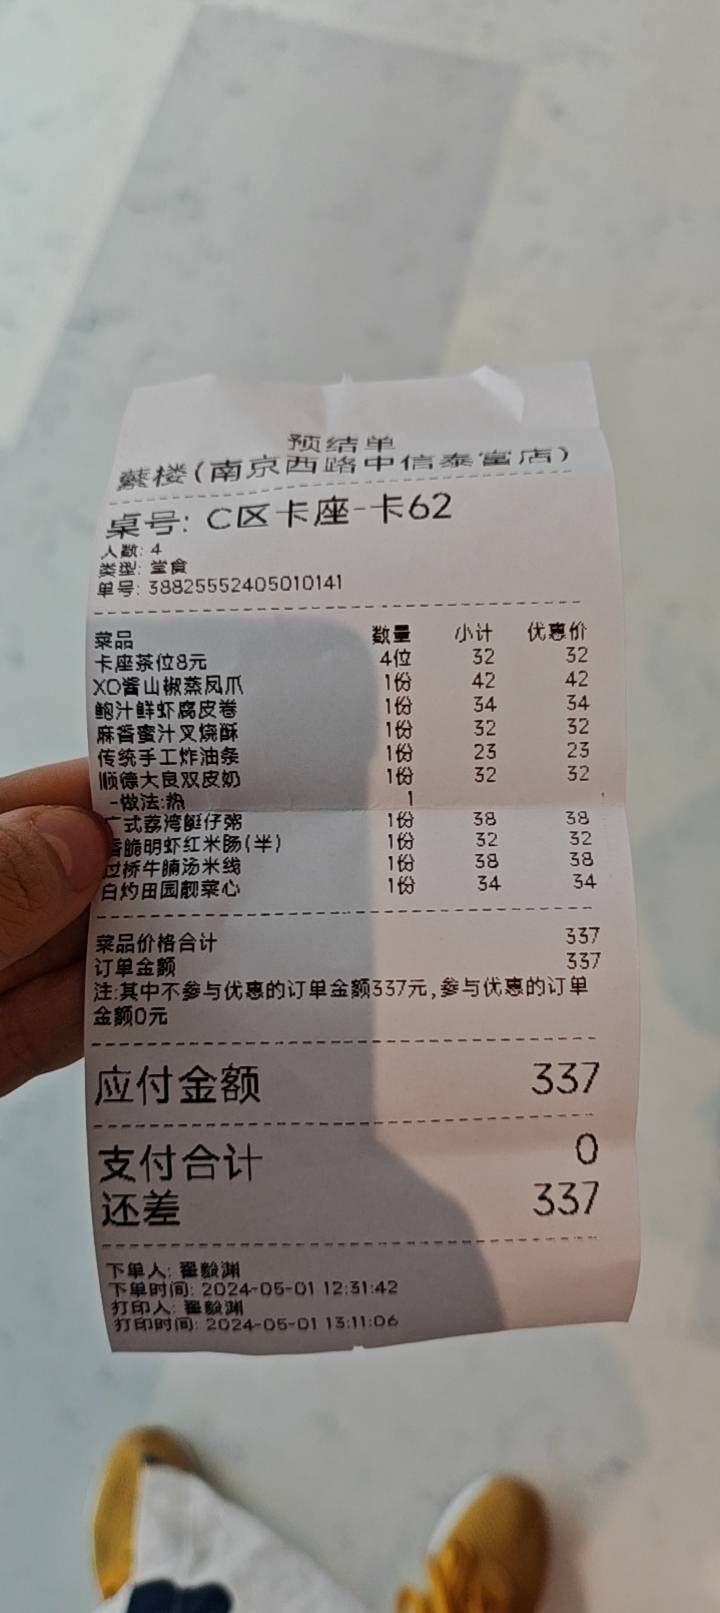 预结单
蘇楼(南京西路中信泰富店)
桌号: C区卡座-卡62
人数: 4
类型: 堂食
单号: 38825552405010141
菜品 数量 小计 优惠价
卡座茶位8元 4位 32 32
XO酱山椒蒸凤爪 1份 42 42
鲍汁鲜虾腐皮卷 1份 34 34
麻香蜜汁叉烧酥 1份 32 32
传统手工炸油条 1份 23 23
顺德大良双皮奶 1份 32 32
-做法:热 1
广式荔湾艇仔粥 1份 38 38
香脆明虾红米肠(半) 1份 32 32
过桥牛腩汤米线 1份 38 38
白灼田园靓菜心 1份 34 34
菜品价格合计 337
订单金额 337
注:其中不参与优惠的订单金额337元,参与优惠的订单
金额0元
应付金额 337
支付合计 0
还差 337
下单人: 翟毅渊
下单时间: 2024-05-01 12:31:42
打印人: 翟毅渊
打印时间: 2024-05-01 13:11:06